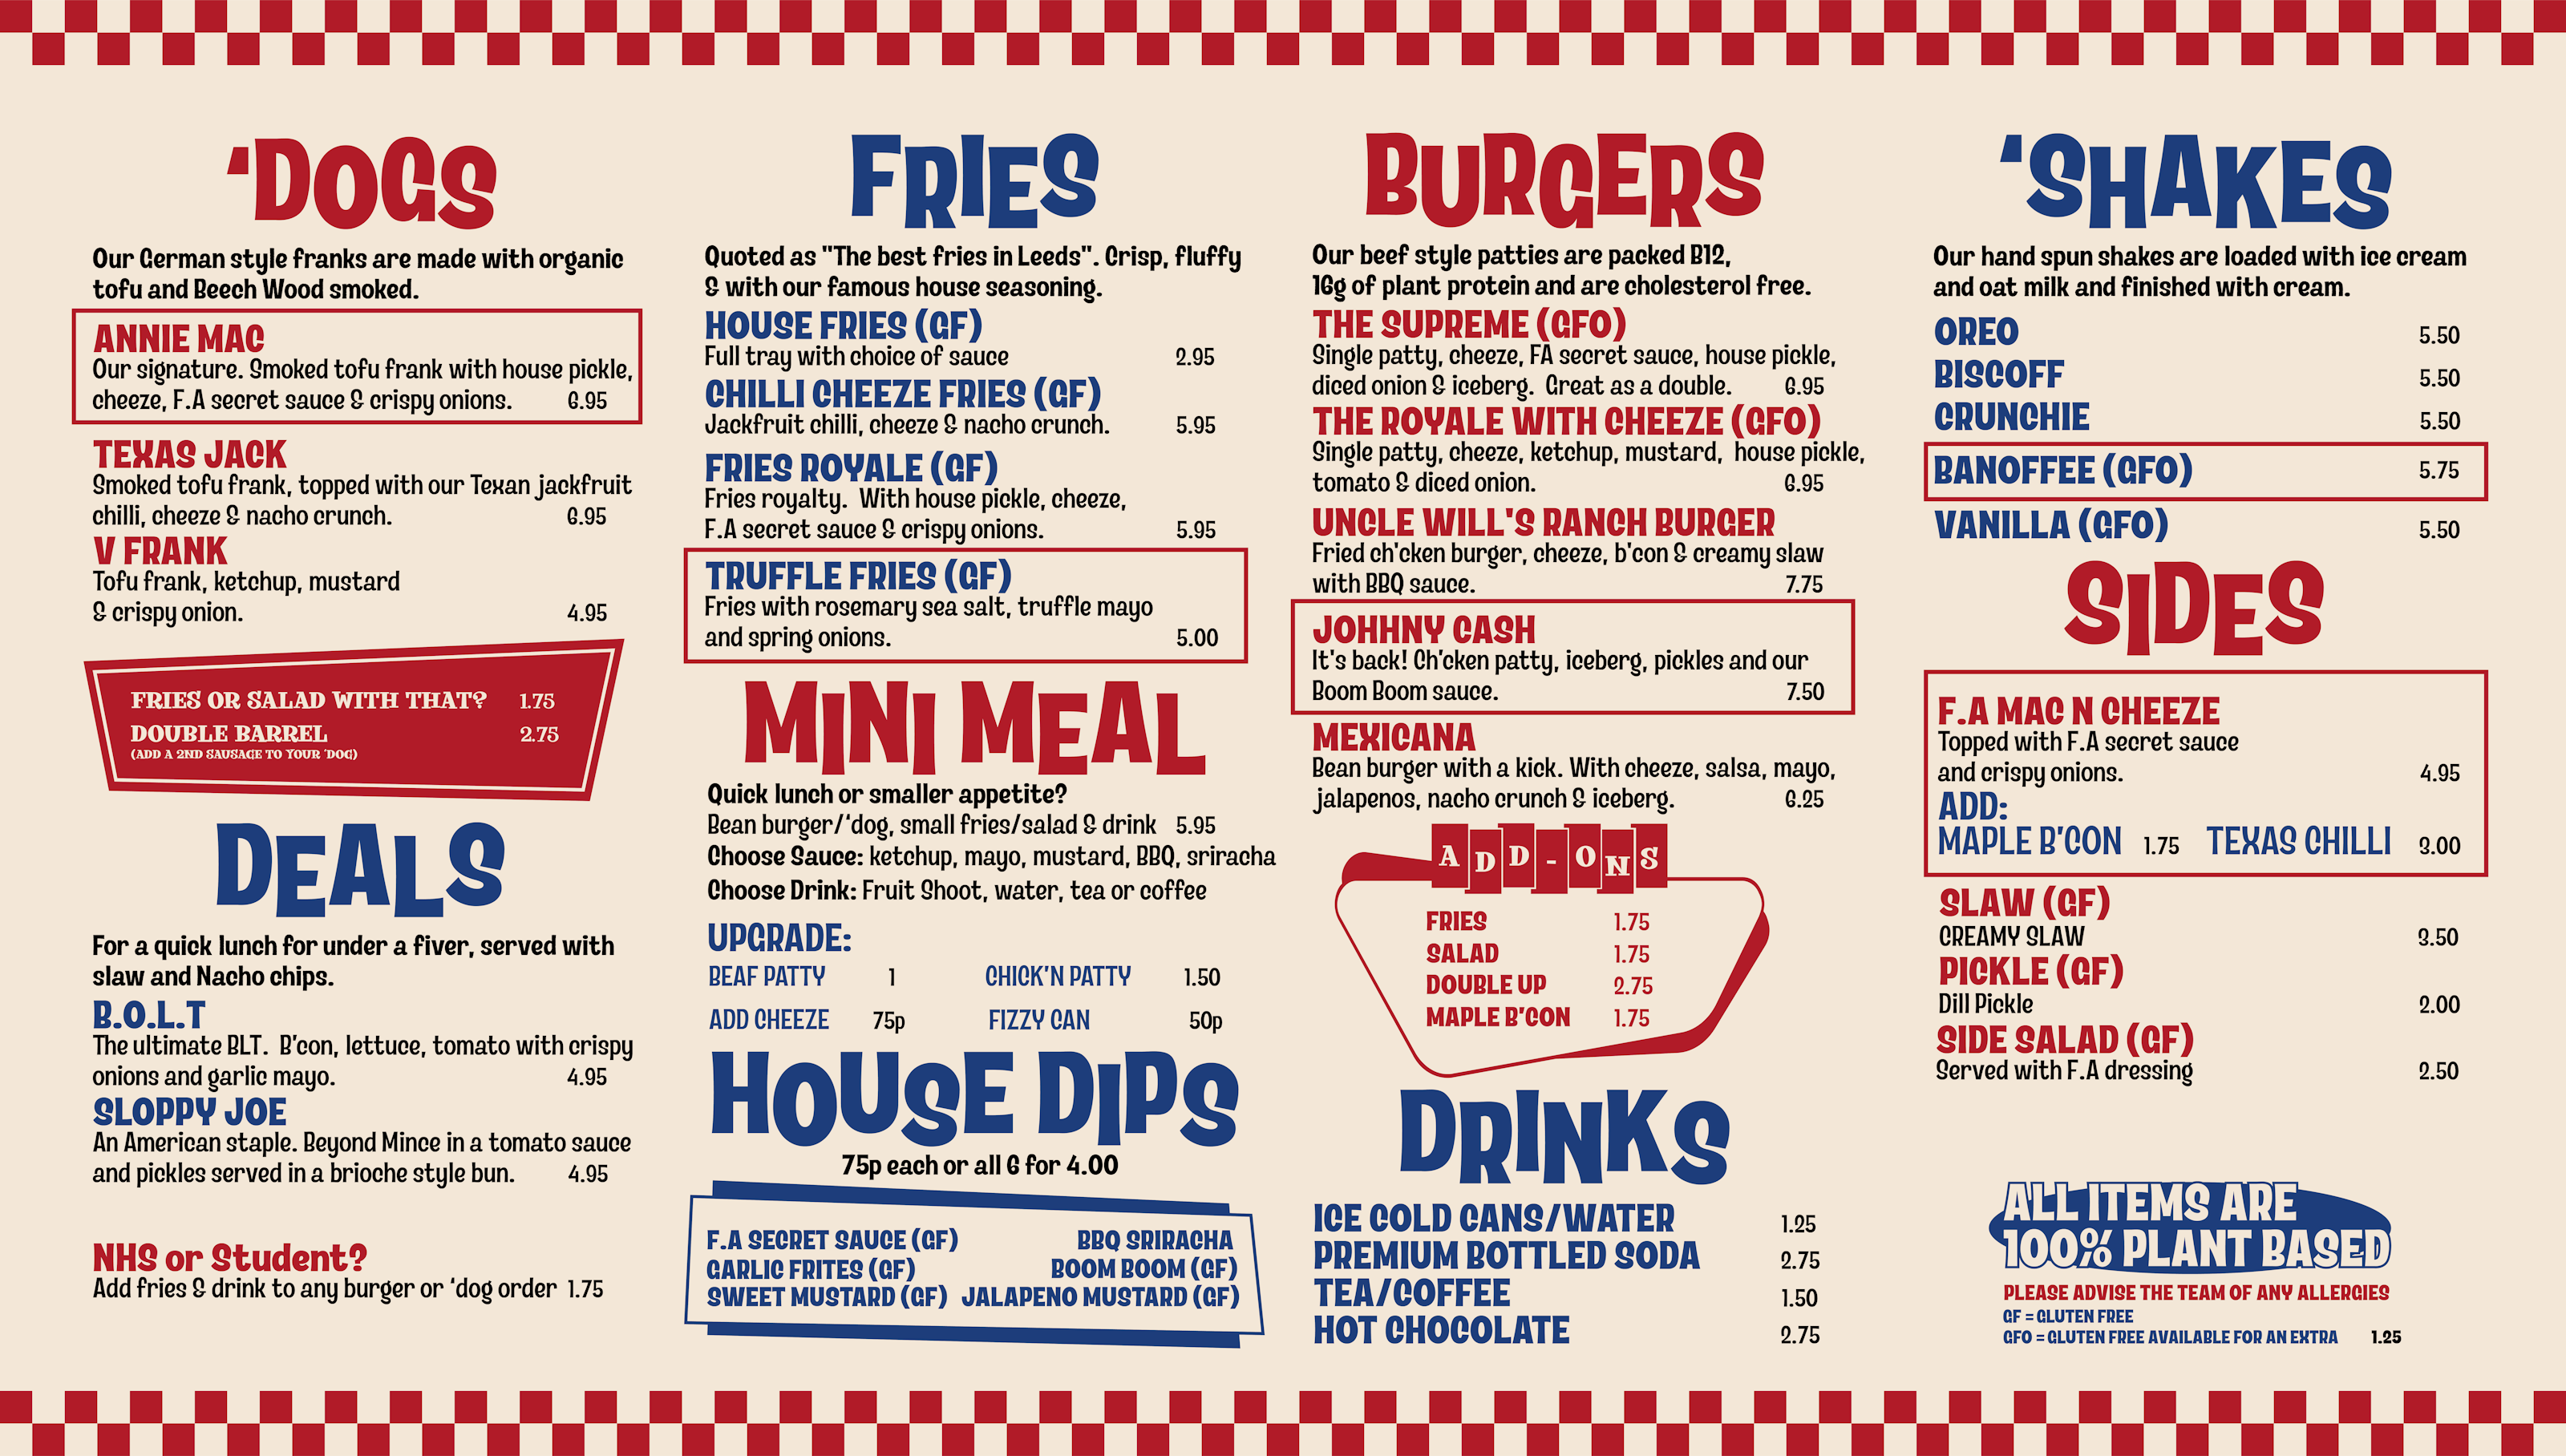 'DOGS
Our German style franks are made with organic
tofu and Beech Wood smoked.
ANNIE MAC
Our signature. Smoked tofu frank with house pickle,
cheeze, F.A secret sauce & crispy onions. 6.95
TEXAS JACK
Smoked tofu frank, topped with our Texan jackfruit
chilli, cheeze & nacho crunch. 6.95
V FRANK
Tofu frank, ketchup, mustard
& crispy onion. 4.95
FRIES OR SALAD WITH THAT? 1.75
DOUBLE BARREL 2.75
(ADD A 2ND SAUSAGE TO YOUR 'DOG)
DEALS
For a quick lunch for under a fiver, served with
slaw and Nacho chips.
B.O.L.T
The ultimate BLT. B'con, lettuce, tomato with crispy
onions and garlic mayo. 4.95
SLOPPY JOE
An American staple. Beyond Mince in a tomato sauce
and pickles served in a brioche style bun. 4.95
NHS or Student?
Add fries & drink to any burger or 'dog order 1.75
FRIES
Quoted as "The best fries in Leeds". Crisp, fluffy
& with our famous house seasoning.
HOUSE FRIES (GF)
Full tray with choice of sauce 2.95
CHILLI CHEEZE FRIES (GF)
Jackfruit chilli, cheeze & nacho crunch. 5.95
FRIES ROYALE (GF)
Fries royalty. With house pickle, cheeze,
F.A secret sauce & crispy onions. 5.95
TRUFFLE FRIES (GF)
Fries with rosemary sea salt, truffle mayo
and spring onions. 5.00
MINI MEAL
Quick lunch or smaller appetite?
Bean burger/'dog, small fries/salad & drink 5.95
Choose Sauce: ketchup, mayo, mustard, BBQ, sriracha
Choose Drink: Fruit Shoot, water, tea or coffee
UPGRADE:
BEAF PATTY 1 CHICK'N PATTY 1.50
ADD CHEEZE 75p FIZZY CAN 50p
HOUSE DIPS
75p each or all 6 for 4.00
F.A SECRET SAUCE (GF) BBQ SRIRACHA
GARLIC FRITES (GF) BOOM BOOM (GF)
SWEET MUSTARD (GF) JALAPENO MUSTARD (GF)
BURGERS
Our beef style patties are packed B12,
16g of plant protein and are cholesterol free.
THE SUPREME (GFO)
Single patty, cheeze, FA secret sauce, house pickle,
diced onion & iceberg. Great as a double. 6.95
THE ROYALE WITH CHEEZE (GFO)
Single patty, cheeze, ketchup, mustard, house pickle,
tomato & diced onion. 6.95
UNCLE WILL'S RANCH BURGER
Fried ch'cken burger, cheeze, b'con & creamy slaw
with BBQ sauce. 7.75
JOHHNY CASH
It's back! Ch'cken patty, iceberg, pickles and our
Boom Boom sauce. 7.50
MEXICANA
Bean burger with a kick. With cheeze, salsa, mayo,
jalapenos, nacho crunch & iceberg. 6.25
ADD-ONS
FRIES 1.75
SALAD 1.75
DOUBLE UP 2.75
MAPLE B'CON 1.75
DRINKS
ICE COLD CANS/WATER 1.25
PREMIUM BOTTLED SODA 2.75
TEA/COFFEE 1.50
HOT CHOCOLATE 2.75
'SHAKES
Our hand spun shakes are loaded with ice cream
and oat milk and finished with cream.
OREO 5.50
BISCOFF 5.50
CRUNCHIE 5.50
BANOFFEE (GFO) 5.75
VANILLA (GFO) 5.50
SIDES
F.A MAC N CHEEZE
Topped with F.A secret sauce
and crispy onions. 4.95
ADD:
MAPLE B'CON 1.75 TEXAS CHILLI 3.00
SLAW (GF)
CREAMY SLAW 3.50
PICKLE (GF)
Dill Pickle 2.00
SIDE SALAD (GF)
Served with F.A dressing 2.50
ALL ITEMS ARE
100% PLANT BASED
PLEASE ADVISE THE TEAM OF ANY ALLERGIES
GF = GLUTEN FREE
GFO = GLUTEN FREE AVAILABLE FOR AN EXTRA 1.25